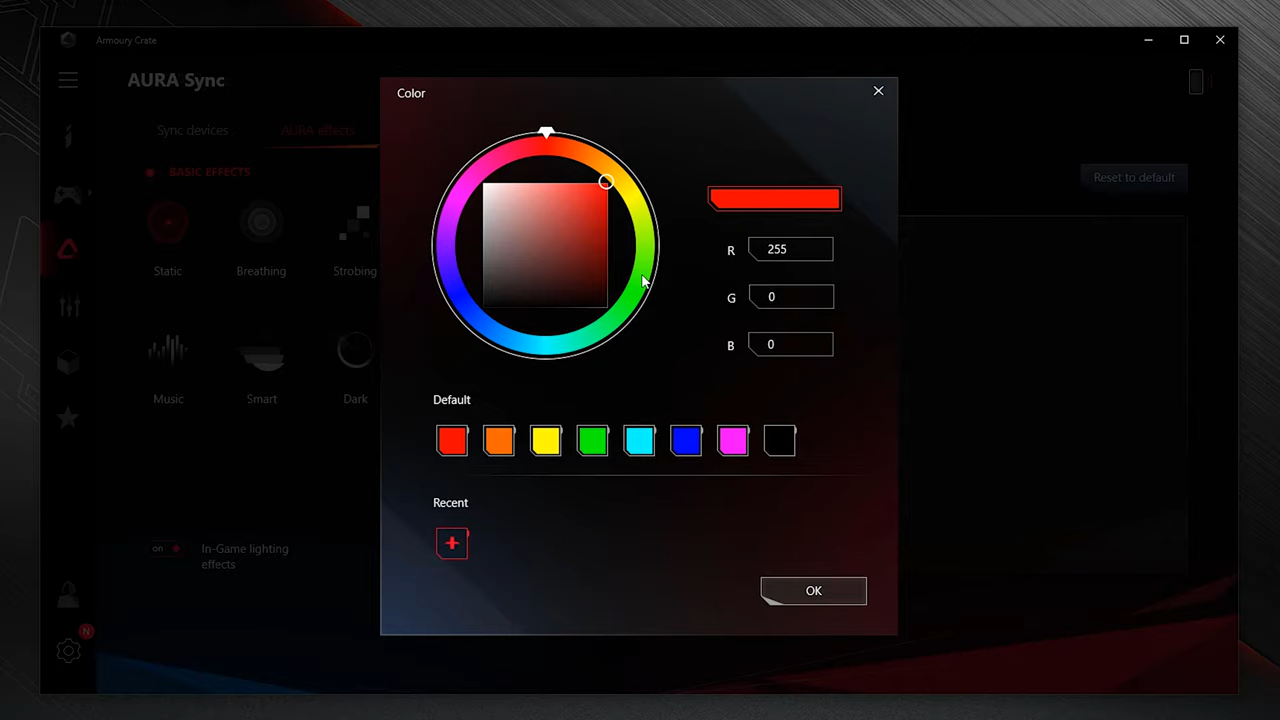 Armoury Crate
AURA Sync
Sync devices
AURA effects
BASIC EFFECTS
Reset to default
Static
Breathing
Strobing
Music
Smart
Dark
on
In-Game lighting
effects
N
Color
R
255
G
0
B
0
Default
Recent
OK